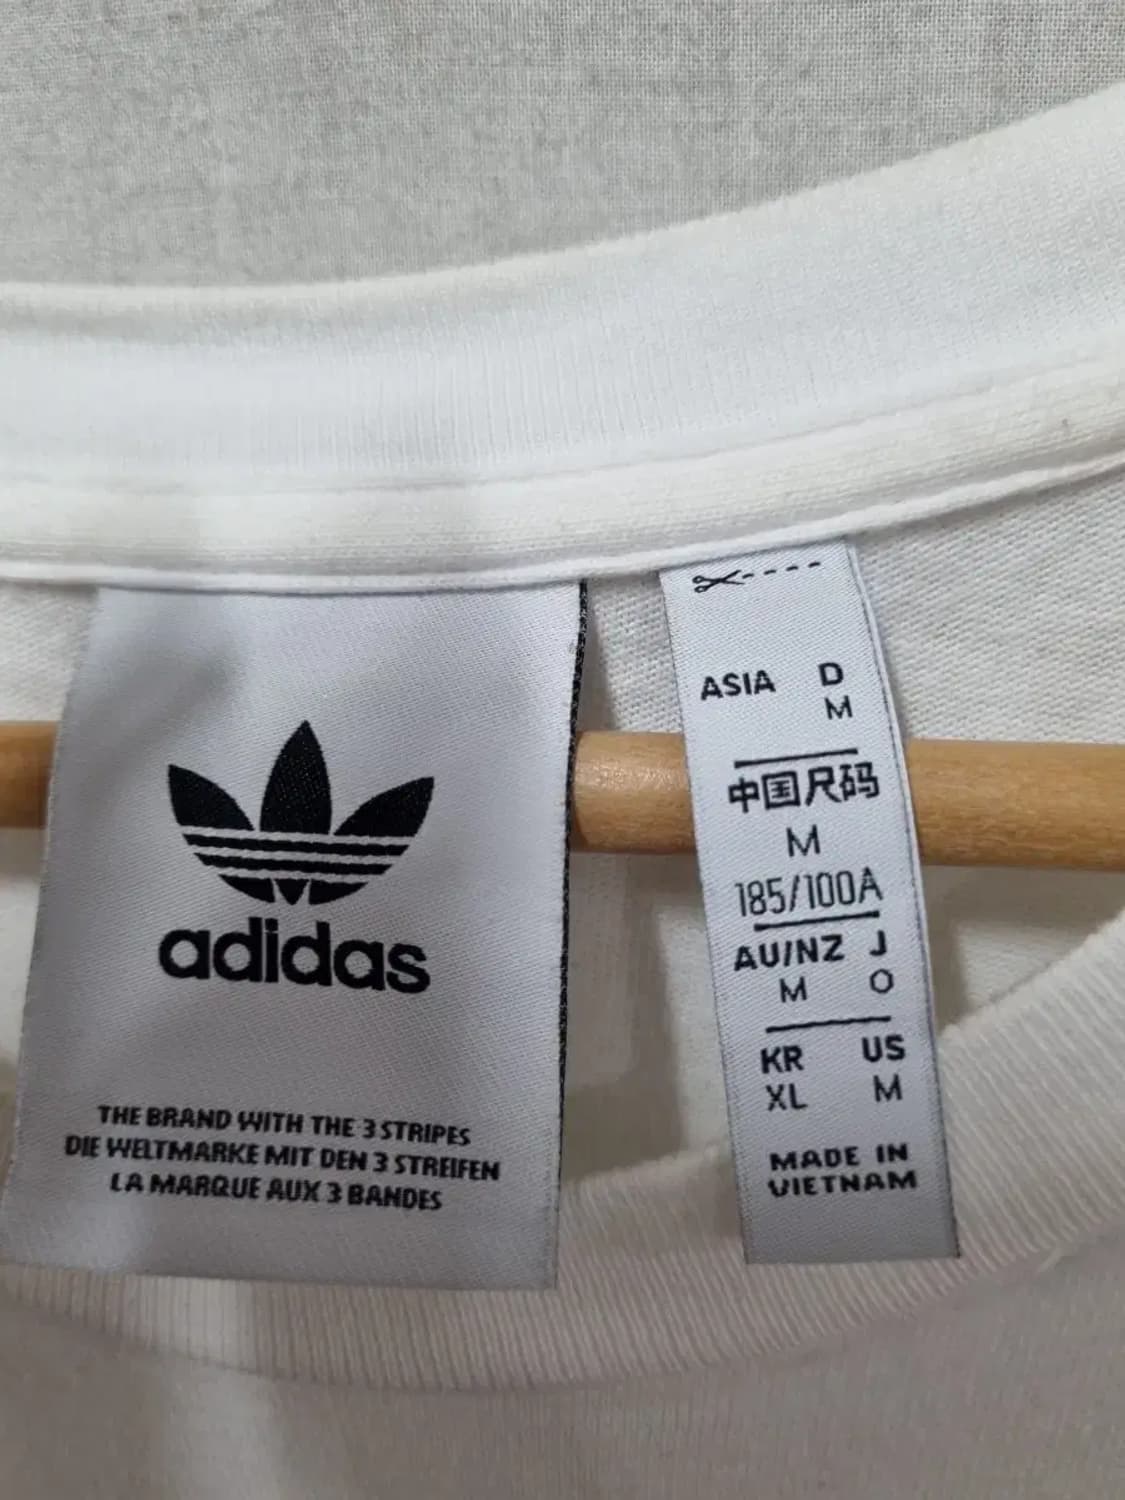 adidas
THE BRAND WITH THE 3 STRIPES
DIE WELTMARKE MIT DEN 3 STREIFEN
LA MARQUE AUX 3 BANDES
ASIA D
M
中国尺码
M
185/100A
AU/NZ J
M O
KR US
XL M
MADE IN
VIETNAM